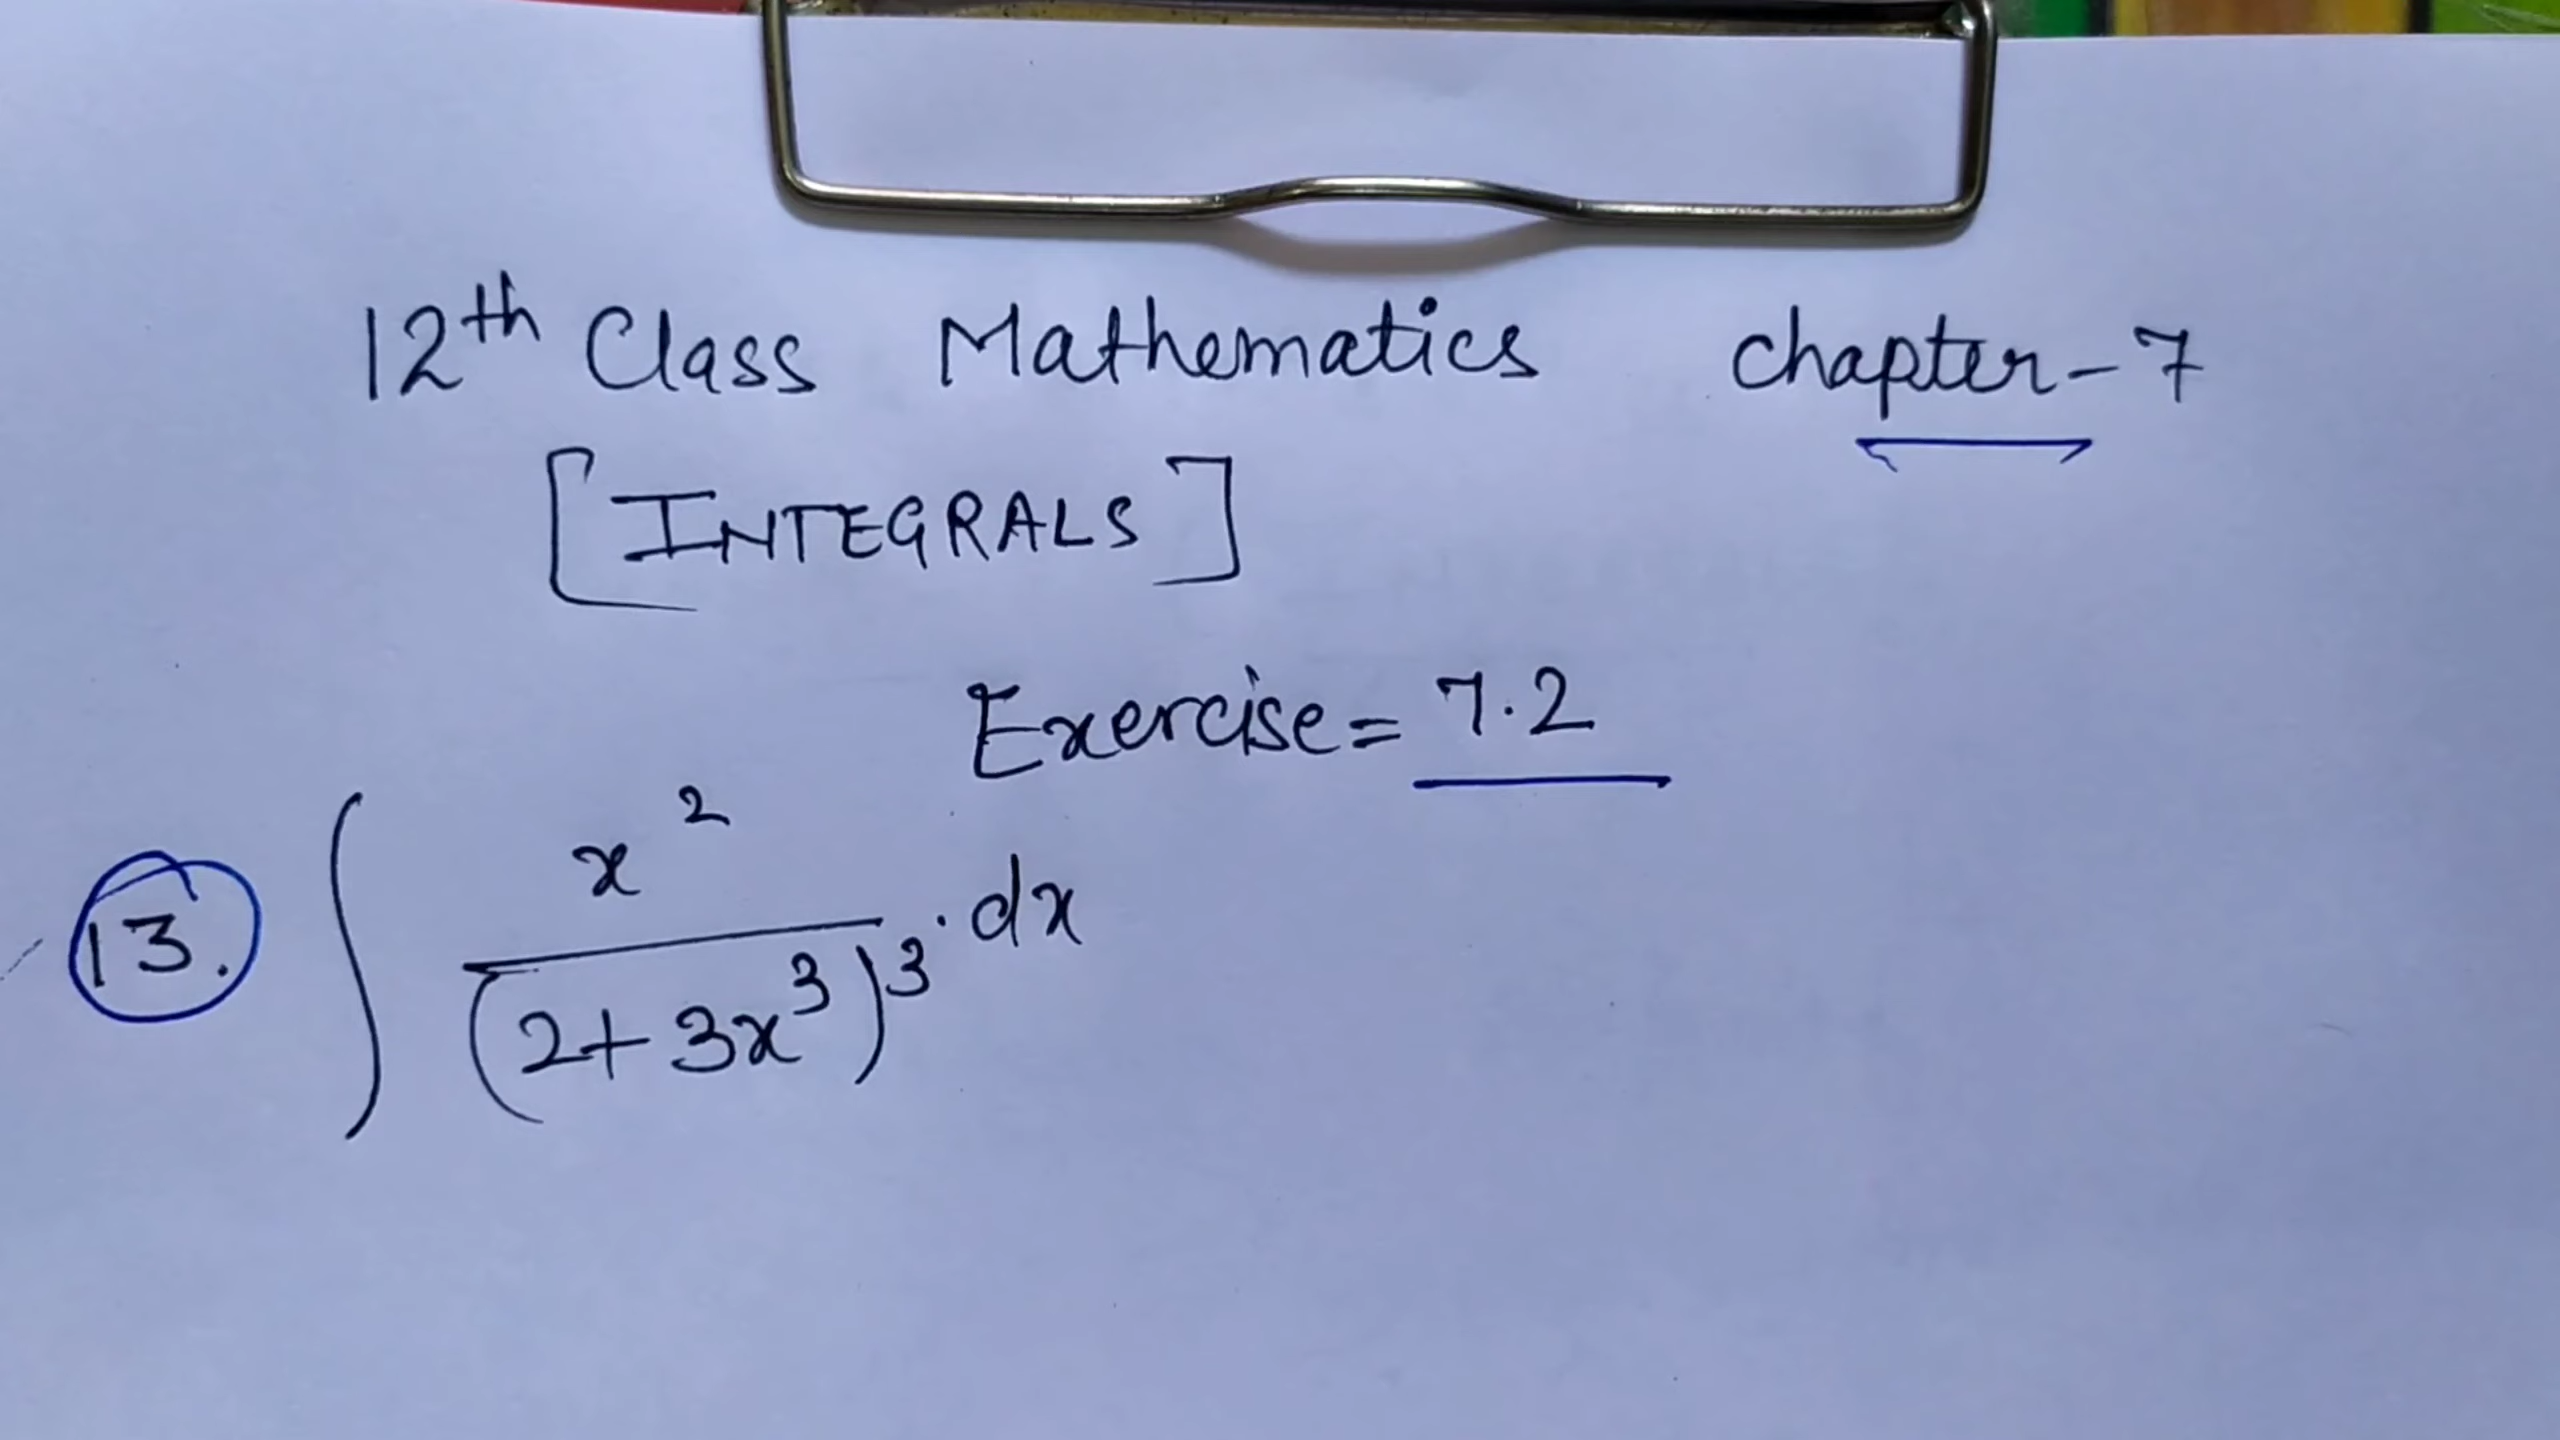 12th Class Mathematics chapter-7
[INTEGRALS]
Exercise= 7.2
13. ∫ x² / (2+3x³)³ · dx